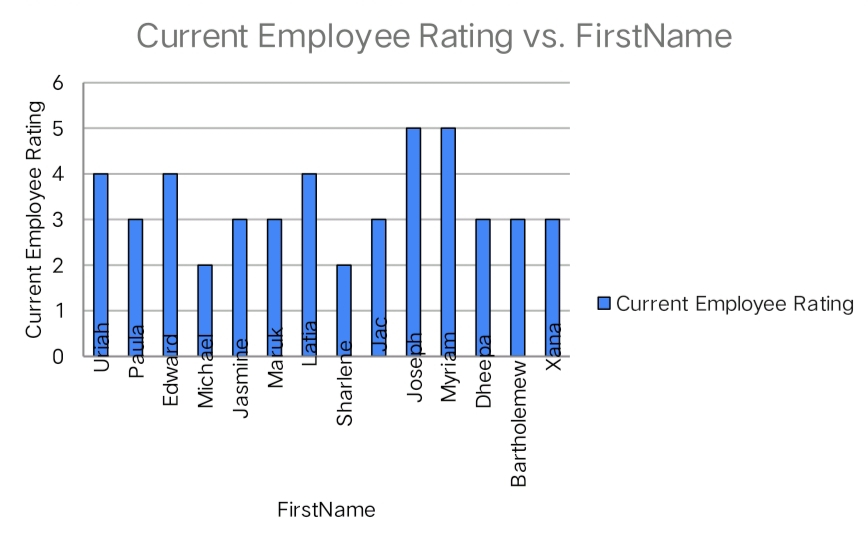 Current Employee Rating vs. FirstName
Current Employee Rating
6
5
4
3
2
1
0
Uriah
Paula
Edward
Michael
Jasmine
Maruk
Latia
Sharlene
Jac
Joseph
Myriam
Dheepa
Bartholemew
Xana
FirstName
Current Employee Rating